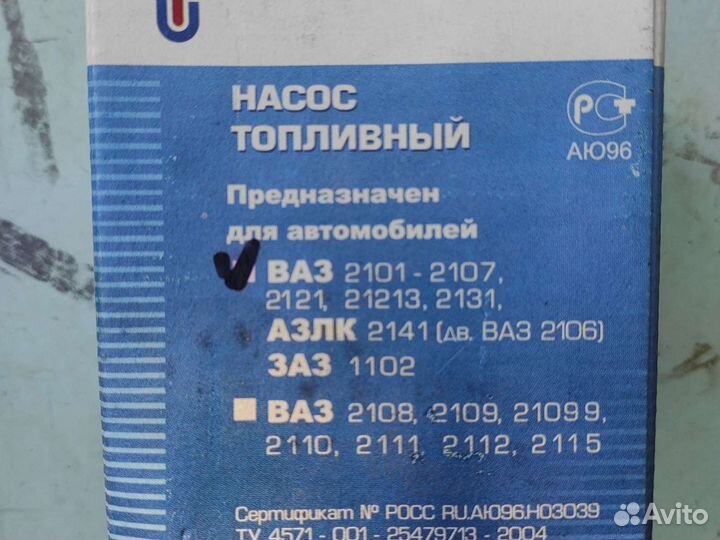 НАСОС
ТОПЛИВНЫЙ
РСТ
АЮ96
Предназначен
для автомобилей
ВАЗ 2101 - 2107,
2121, 21213, 2131,
АЗЛК 2141 (дв. ВАЗ 2106)
ЗАЗ 1102
ВАЗ 2108, 2109, 21099,
2110, 2111, 2112, 2115
Сертификат № РОСС RU.АЮ96.Н03039
ТУ 4571 - 001 - 25479713 - 2004
Avito